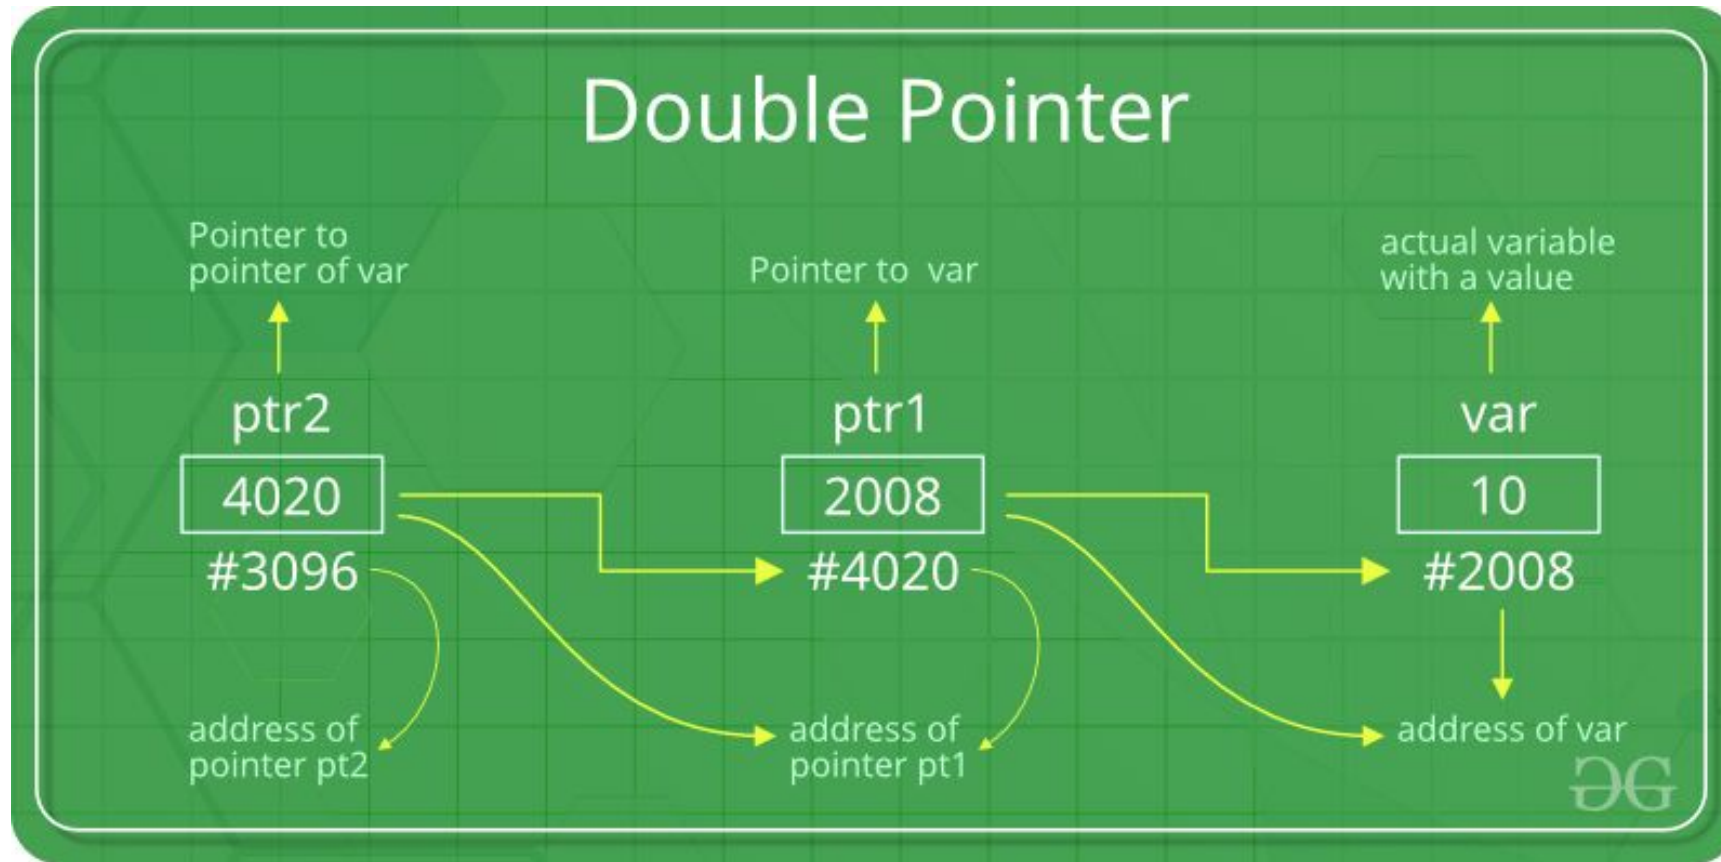 Double Pointer
Pointer to
pointer of var
Pointer to var
actual variable
with a value
ptr2
ptr1
var
4020
2008
10
#3096
#4020
#2008
address of
pointer pt2
address of
pointer pt1
address of var